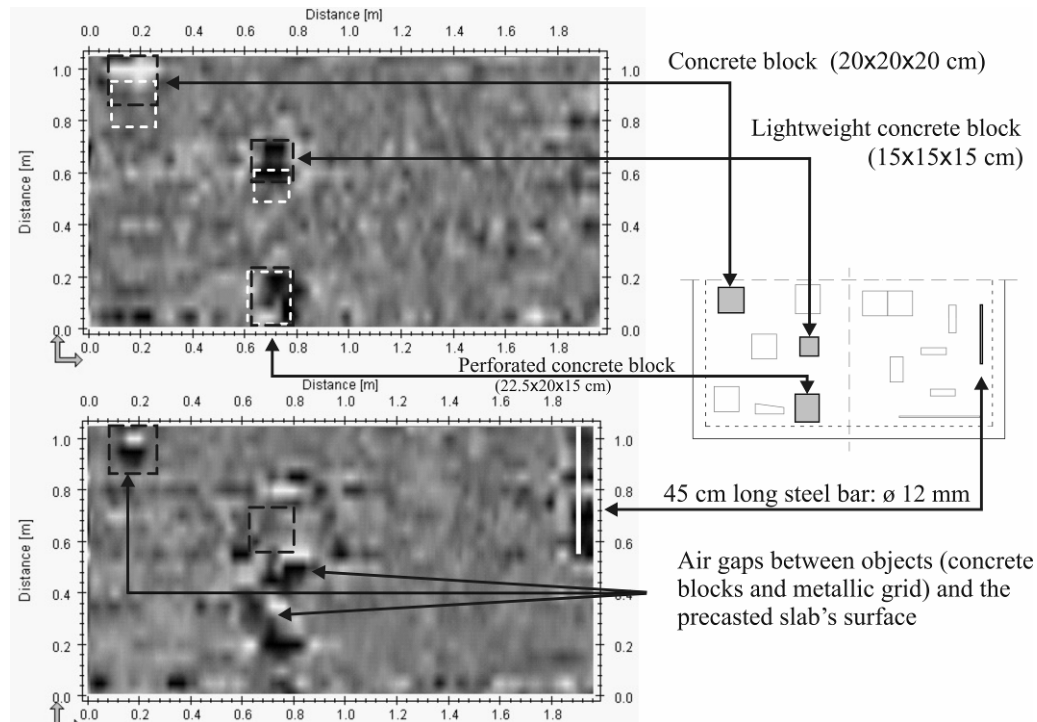 Distance [m]
0.0 0.2 0.4 0.6 0.8 1.0 1.2 1.4 1.6 1.8
Distance [m]
1.0
0.8
0.6
0.4
0.2
0.0
1.0
0.8
0.6
0.4
0.2
0.0
0.0 0.2 0.4 0.6 0.8 1.0 1.2 1.4 1.6 1.8
Concrete block (20x20x20 cm)
Lightweight concrete block
(15x15x15 cm)
Perforated concrete block
(22.5x20x15 cm)
Distance [m]
0.0 0.2 0.4 0.6 0.8 1.0 1.2 1.4 1.6 1.8
Distance [m]
1.0
0.8
0.6
0.4
0.2
0.0
1.0
0.8
0.6
0.4
0.2
0.0
0.0 0.2 0.4 0.6 0.8 1.0 1.2 1.4 1.6 1.8
45 cm long steel bar: ø 12 mm
Air gaps between objects (concrete
blocks and metallic grid) and the
precasted slab's surface